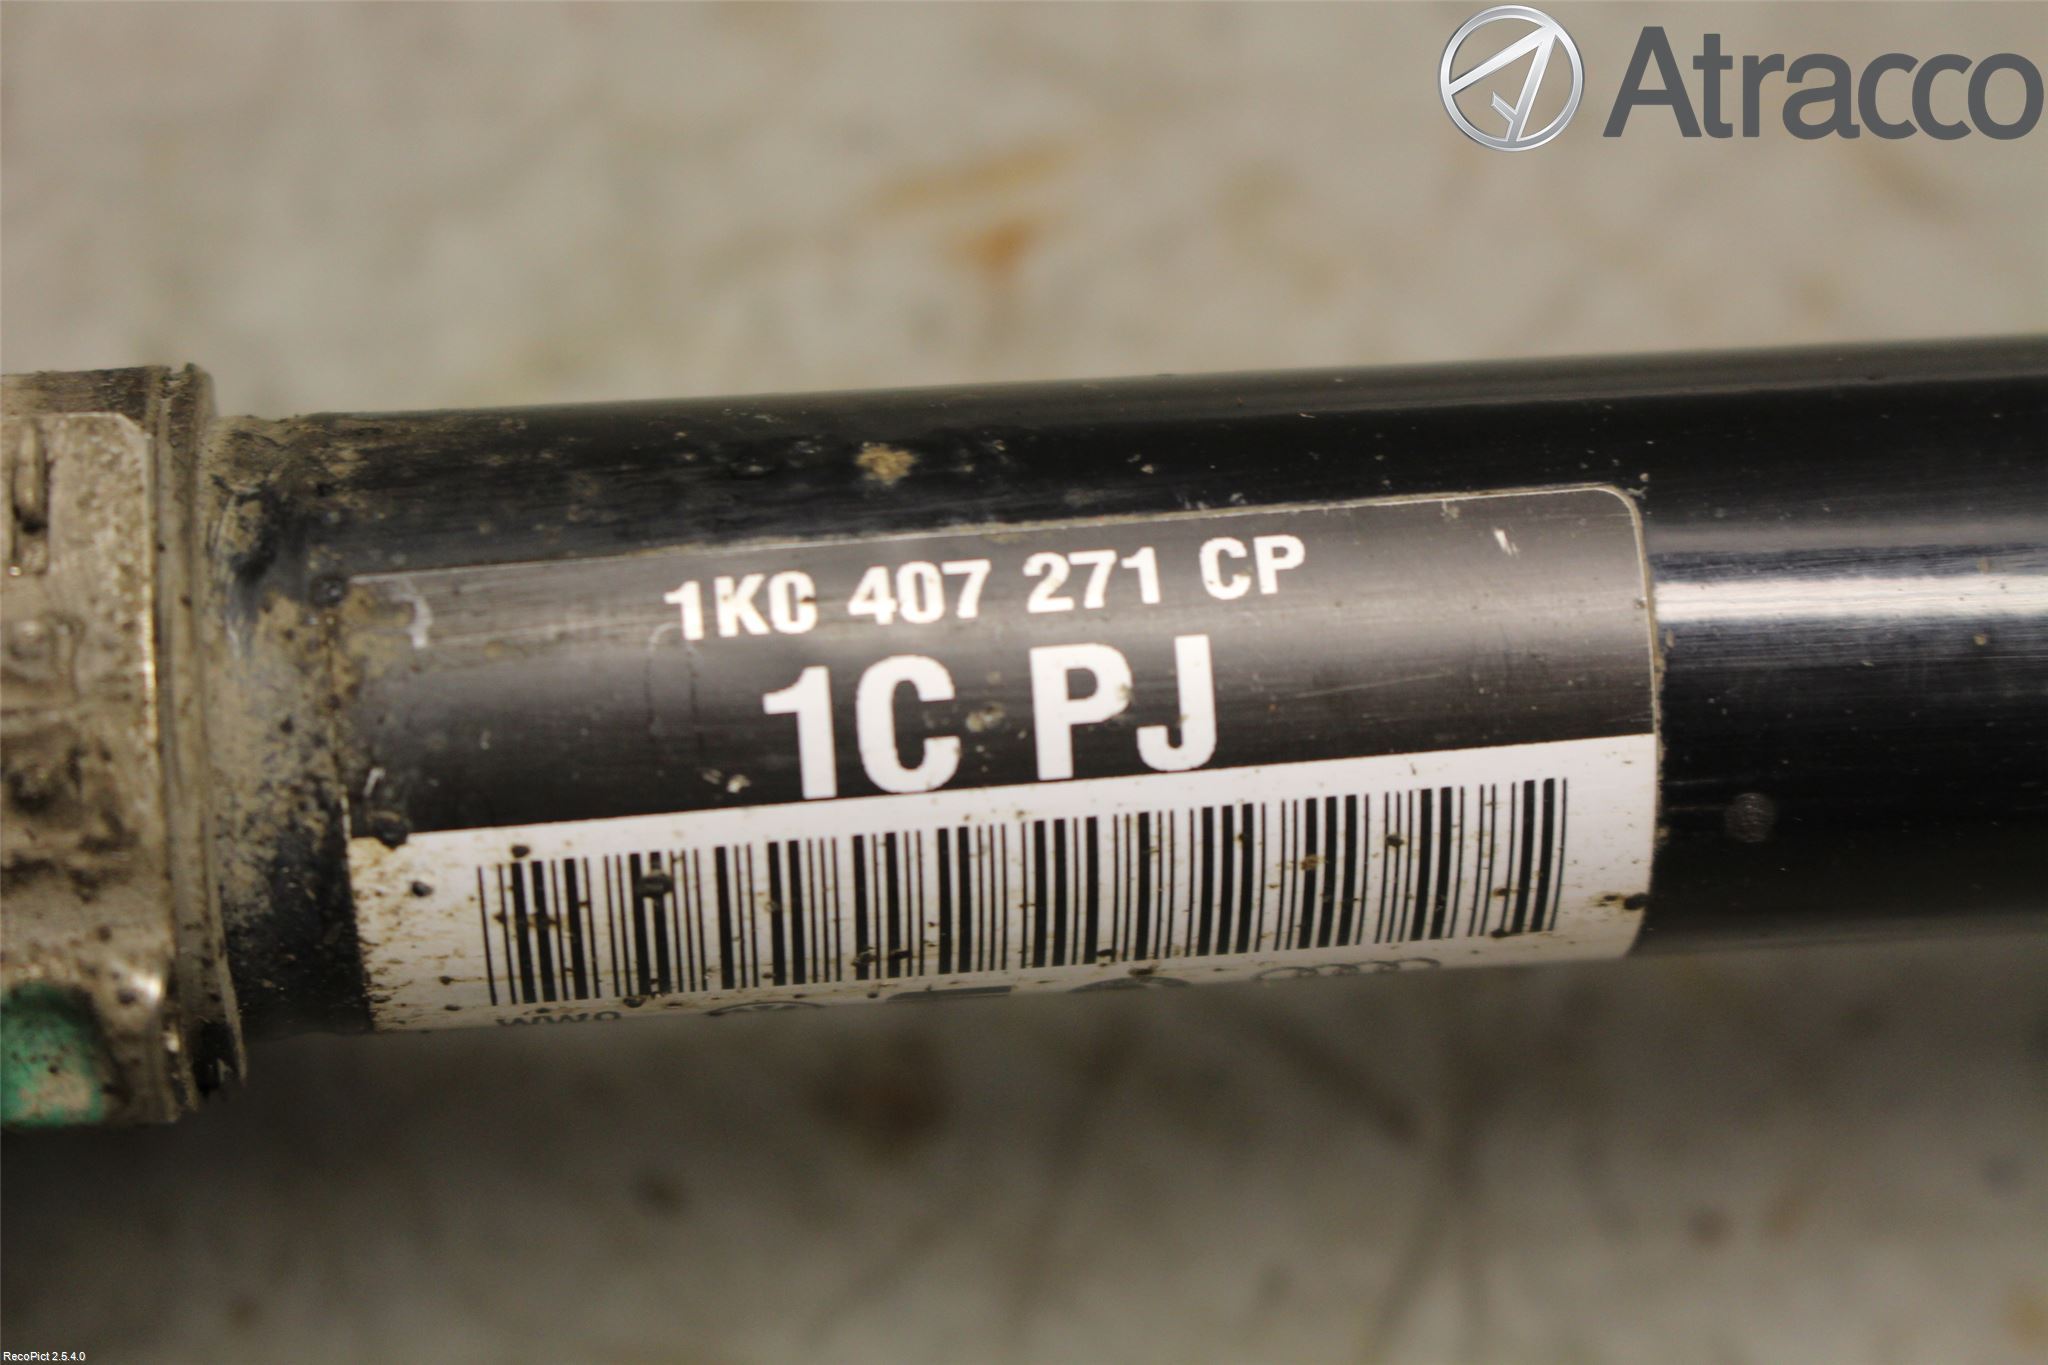 Atracco
1KC 407 271 CP
1C PJ
RecoPict 2.5.4.0